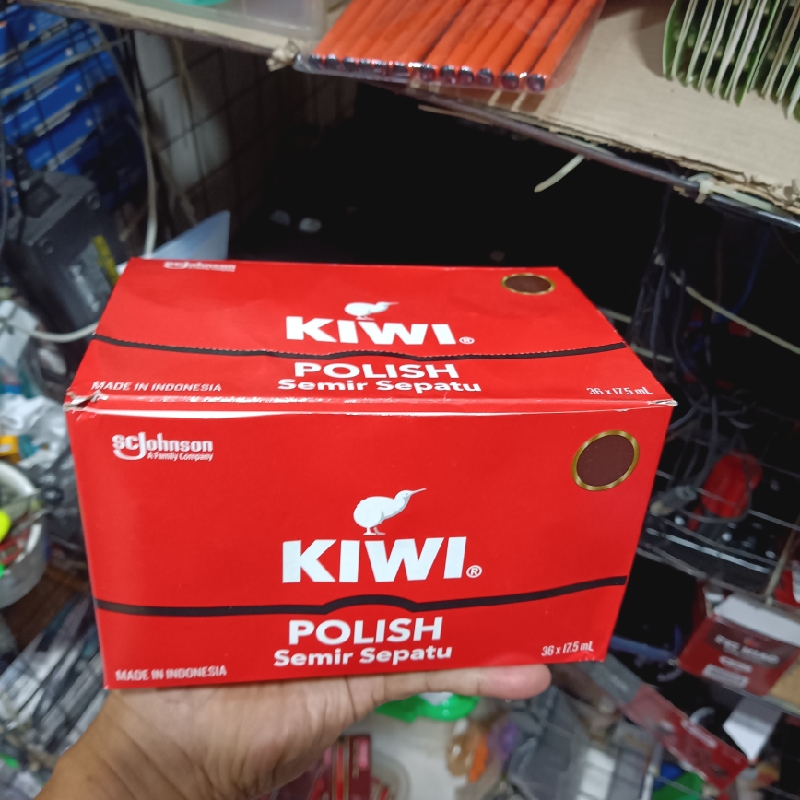 scjohnson
KIWI®
POLISH
Semir Sepatu
MADE IN INDONESIA
36 x 17.5 mL
scjohnson
A Family Company
KIWI®
POLISH
Semir Sepatu
MADE IN INDONESIA
36 x 17.5 mL